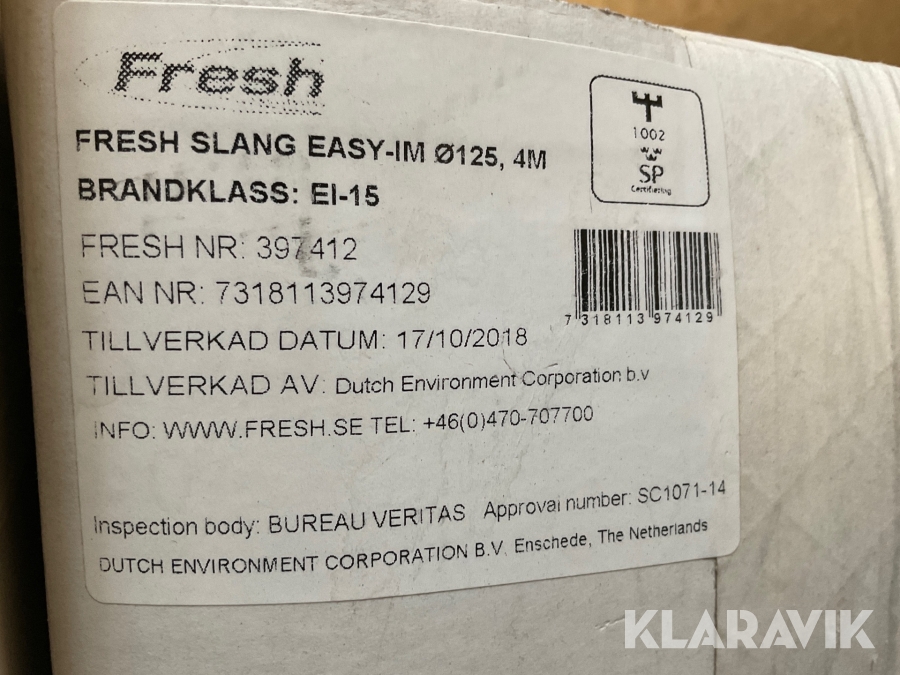 Fresh
FRESH SLANG EASY-IM Ø125, 4M
BRANDKLASS: EI-15
FRESH NR: 397412
EAN NR: 7318113974129
TILLVERKAD DATUM: 17/10/2018
TILLVERKAD AV: Dutch Environment Corporation b.v
INFO: WWW.FRESH.SE TEL: +46(0)470-707700
1002
SP
Certifiering
7 318113 974129
Inspection body: BUREAU VERITAS Approval number: SC1071-14
DUTCH ENVIRONMENT CORPORATION B.V. Enschede, The Netherlands
KLARAVIK